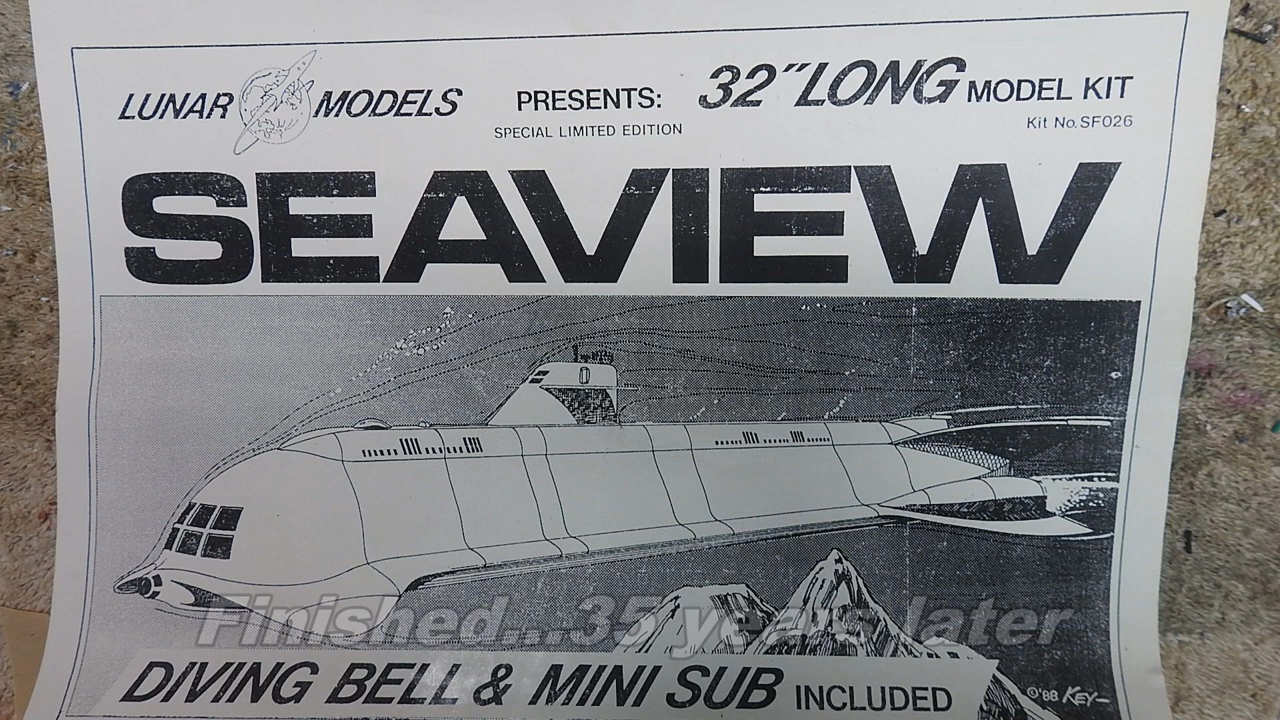 LUNAR MODELS PRESENTS: 32"LONG MODEL KIT
SPECIAL LIMITED EDITION Kit No. SF026
SEAVIEW
Finished...35 years later
DIVING BELL & MINI SUB INCLUDED
©'88 KEY-